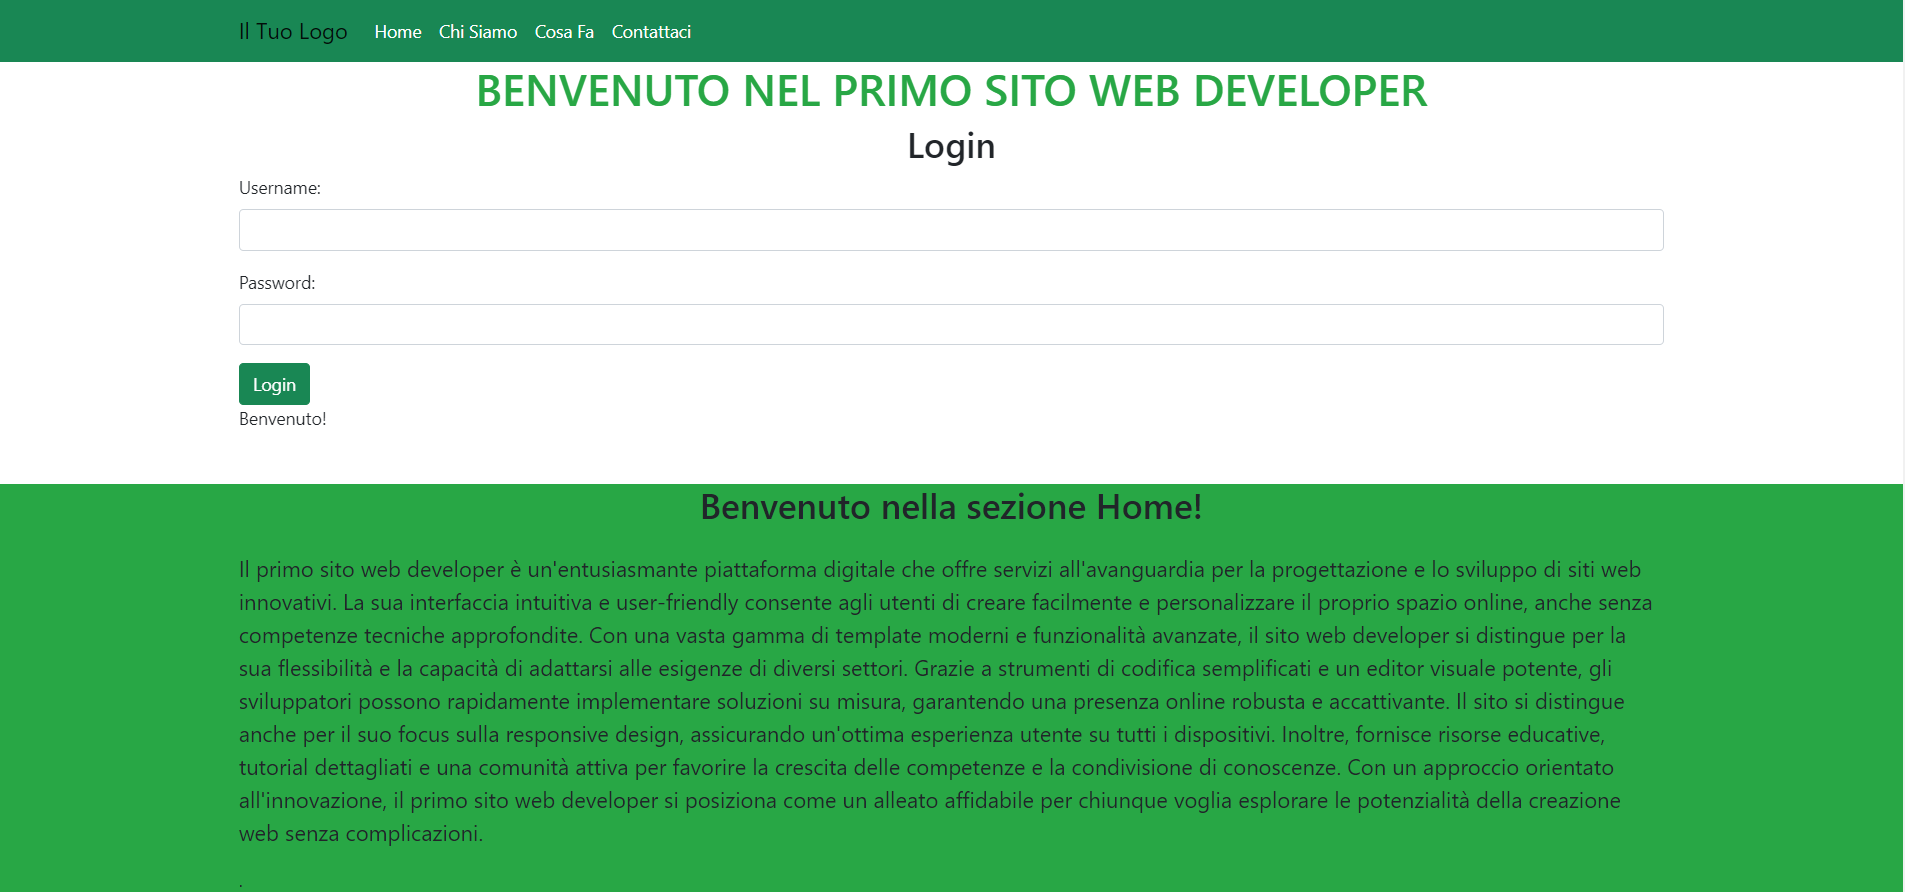 Il Tuo Logo Home Chi Siamo Cosa Fa Contattaci
BENVENUTO NEL PRIMO SITO WEB DEVELOPER
Login
Username:
Password:
Login
Benvenuto!
Benvenuto nella sezione Home!
Il primo sito web developer è un'entusiasmante piattaforma digitale che offre servizi all'avanguardia per la progettazione e lo sviluppo di siti web
innovativi. La sua interfaccia intuitiva e user-friendly consente agli utenti di creare facilmente e personalizzare il proprio spazio online, anche senza
competenze tecniche approfondite. Con una vasta gamma di template moderni e funzionalità avanzate, il sito web developer si distingue per la
sua flessibilità e la capacità di adattarsi alle esigenze di diversi settori. Grazie a strumenti di codifica semplificati e un editor visuale potente, gli
sviluppatori possono rapidamente implementare soluzioni su misura, garantendo una presenza online robusta e accattivante. Il sito si distingue
anche per il suo focus sulla responsive design, assicurando un'ottima esperienza utente su tutti i dispositivi. Inoltre, fornisce risorse educative,
tutorial dettagliati e una comunità attiva per favorire la crescita delle competenze e la condivisione di conoscenze. Con un approccio orientato
all'innovazione, il primo sito web developer si posiziona come un alleato affidabile per chiunque voglia esplorare le potenzialità della creazione
web senza complicazioni.
.